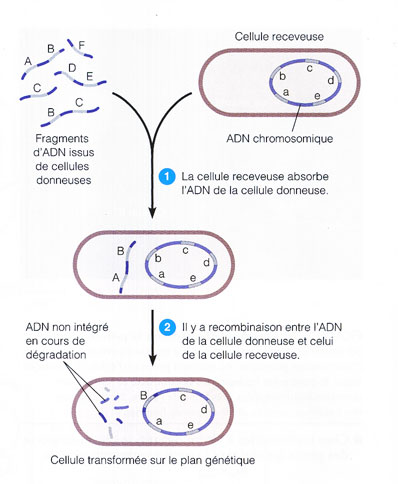 Cellule receveuse
A B F
D
E
C
B C
b c d
a e
Fragments
d'ADN issus
de cellules
donneuses
ADN chromosomique
1 La cellule receveuse absorbe
l'ADN de la cellule donneuse.
B
A
b c d
a e
ADN non intégré
en cours de
dégradation
2 Il y a recombinaison entre l'ADN
de la cellule donneuse et celui
de la cellule receveuse.
B c d
a e
Cellule transformée sur le plan génétique